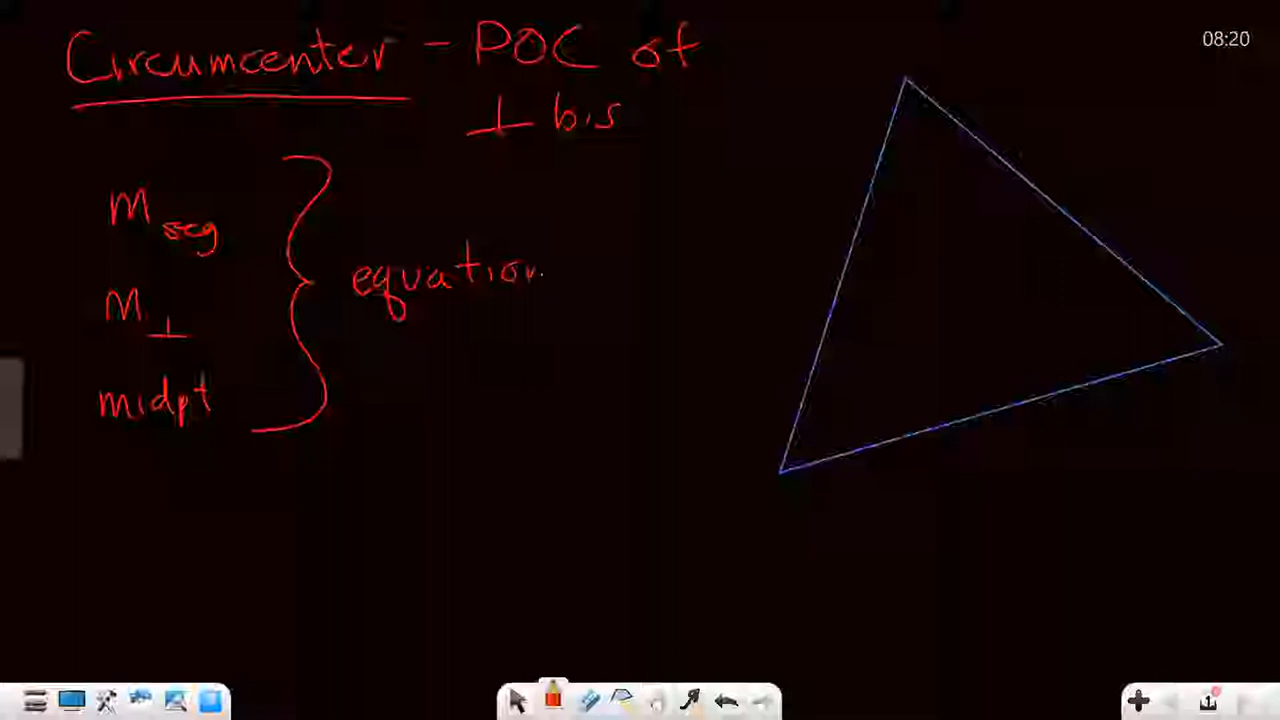 Circumcenter - POC of
⊥ bis
08:20
m seg
m ⊥
midpt
equation